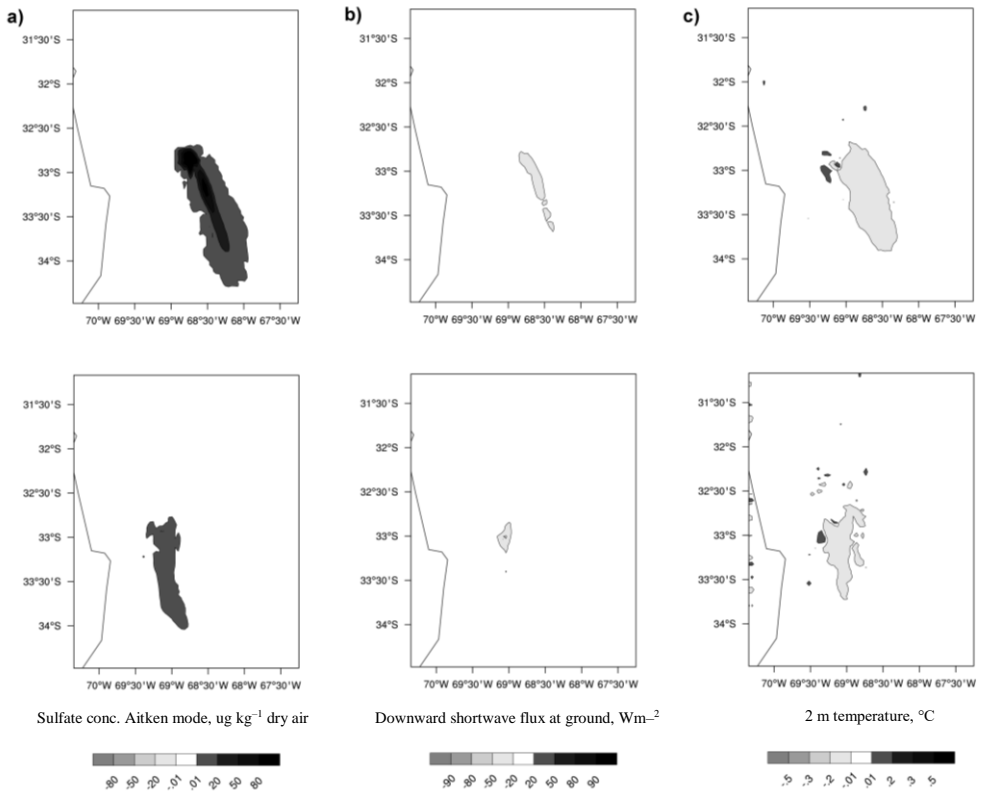 a)
b)
c)
31°30'S
32°S
32°30'S
33°S
33°30'S
34°S
70°W 69°30'W 69°W 68°30'W 68°W 67°30'W
31°30'S
32°S
32°30'S
33°S
33°30'S
34°S
70°W 69°30'W 69°W 68°30'W 68°W 67°30'W
31°30'S
32°S
32°30'S
33°S
33°30'S
34°S
70°W 69°30'W 69°W 68°30'W 68°W 67°30'W
31°30'S
32°S
32°30'S
33°S
33°30'S
34°S
70°W 69°30'W 69°W 68°30'W 68°W 67°30'W
31°30'S
32°S
32°30'S
33°S
33°30'S
34°S
70°W 69°30'W 69°W 68°30'W 68°W 67°30'W
31°30'S
32°S
32°30'S
33°S
33°30'S
34°S
70°W 69°30'W 69°W 68°30'W 68°W 67°30'W
Sulfate conc. Aitken mode, ug kg⁻¹ dry air
Downward shortwave flux at ground, Wm–²
2 m temperature, °C
-80 -50 -20 -.01 .01 20 50 80
-90 -80 -50 -20 20 50 80 90
-.5 -.3 -.2 -.01 .01 .2 .3 .5